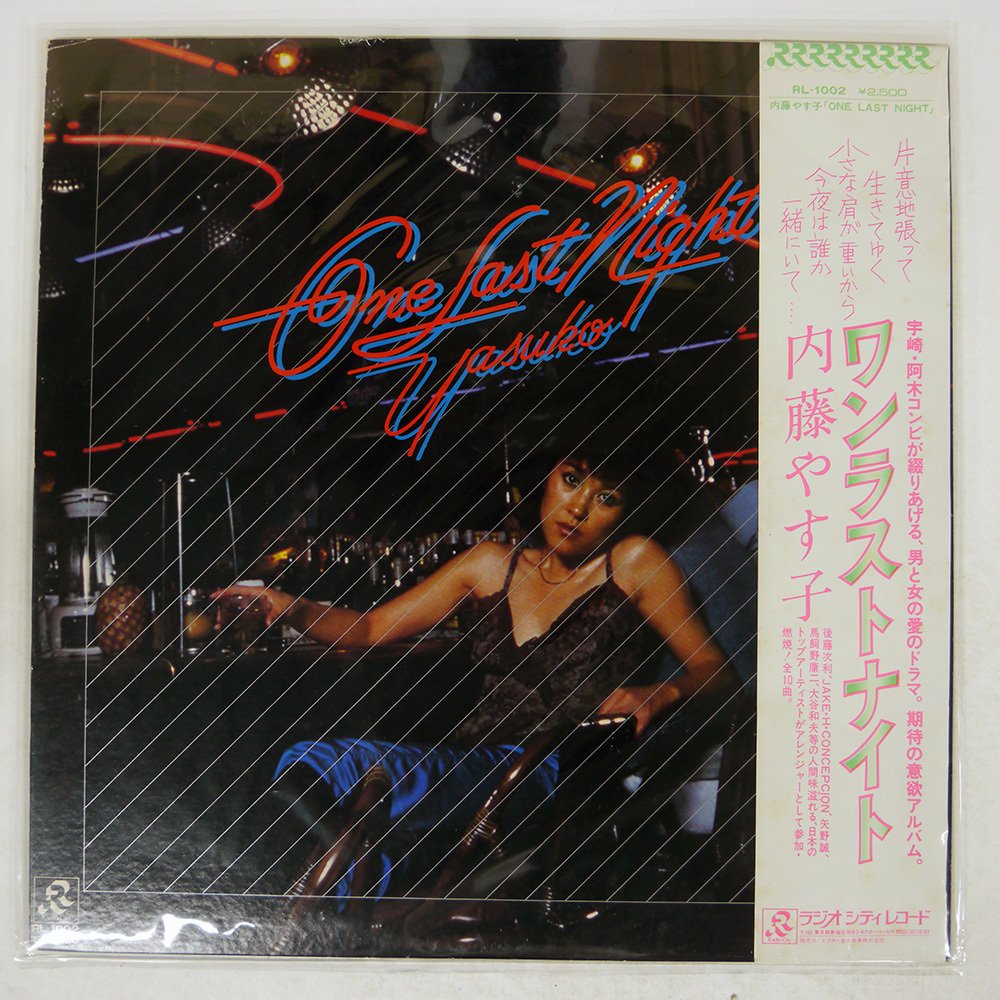 One Last Night
Yasuko
RL-1002
RL-1002 ¥2,500
内藤やす子「ONE LAST NIGHT」
片意地張って
生きてゆく
小さな肩が重いから
今夜は誰か
一緒にいて……
宇崎・阿木コンビが綴りあげる、男と女の愛のドラマ。期待の意欲アルバム。
ワンラストナイト
内藤やす子
後藤次利、JAKE・H・CONCEPCION、矢野誠、
馬飼野康二、大谷和夫等の人間味溢れる、日本の
トップアーティストがアレンジャーとして参加・
燃焼！全10曲。
Radio City
ラジオシティレコード